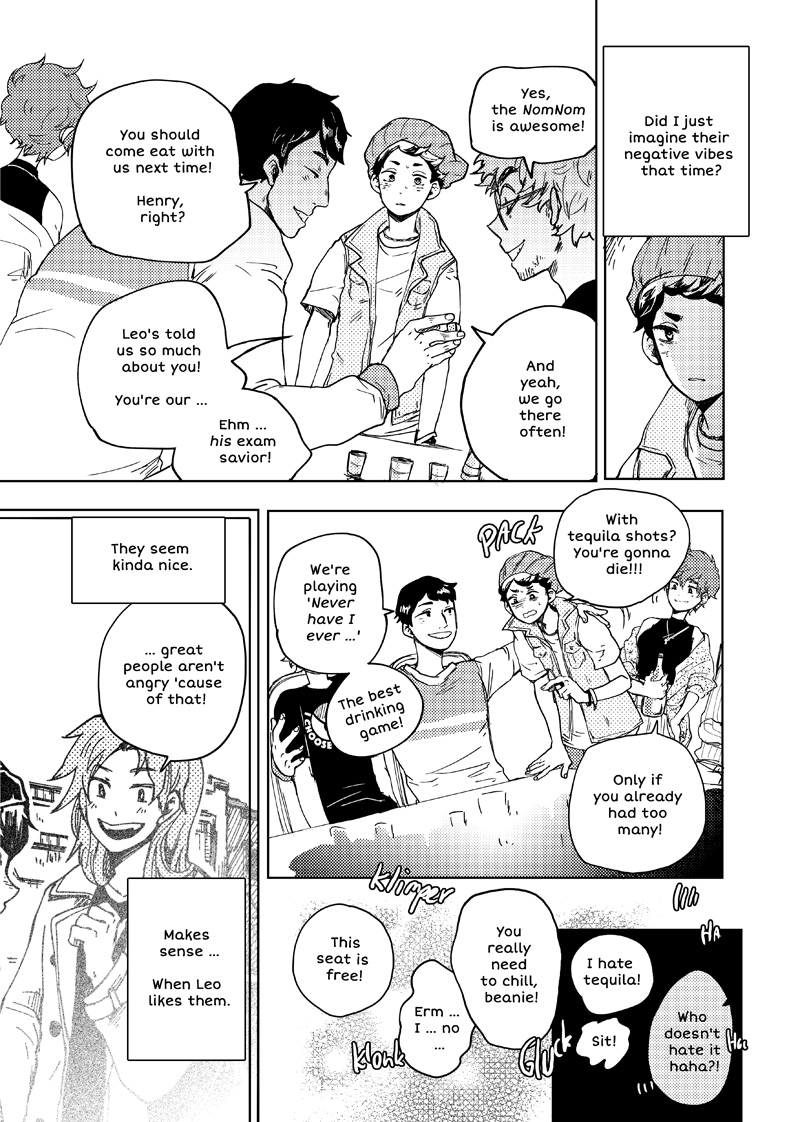 You should
come eat with
us next time!
Henry,
right?
Yes,
the NomNom
is awesome!
Leo's told
us so much
about you!
You're our ...
Ehm ...
his exam
savior!
And
yeah,
we go
there
often!
Did I just
imagine their
negative vibes
that time?
They seem
kinda nice.
... great
people aren't
angry 'cause
of that!
Makes
sense ...
When Leo
likes them.
PACK
With
tequila shots?
You're gonna
die!!!
We're
playing
'Never
have I
ever ...'
The best
drinking
game!
CHOOSE
Only if
you already
had too
many!
Klimper
This
seat is
free!
Erm ...
I ... no
...
Klonk
You
really
need
to chill,
beanie!
Gluck
I hate
tequila!
Sit!
Ha
Who
doesn't
hate it
haha?!
Ha